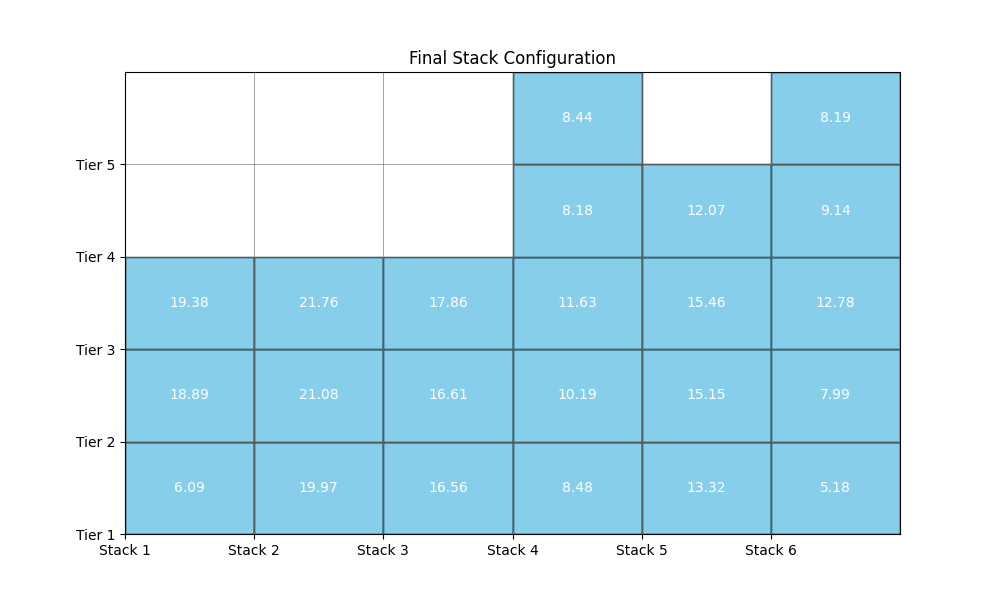 Final Stack Configuration
8.44 8.19
Tier 5
8.18 12.07 9.14
Tier 4
19.38 21.76 17.86 11.63 15.46 12.78
Tier 3
18.89 21.08 16.61 10.19 15.15 7.99
Tier 2
6.09 19.97 16.56 8.48 13.32 5.18
Tier 1
Stack 1 Stack 2 Stack 3 Stack 4 Stack 5 Stack 6